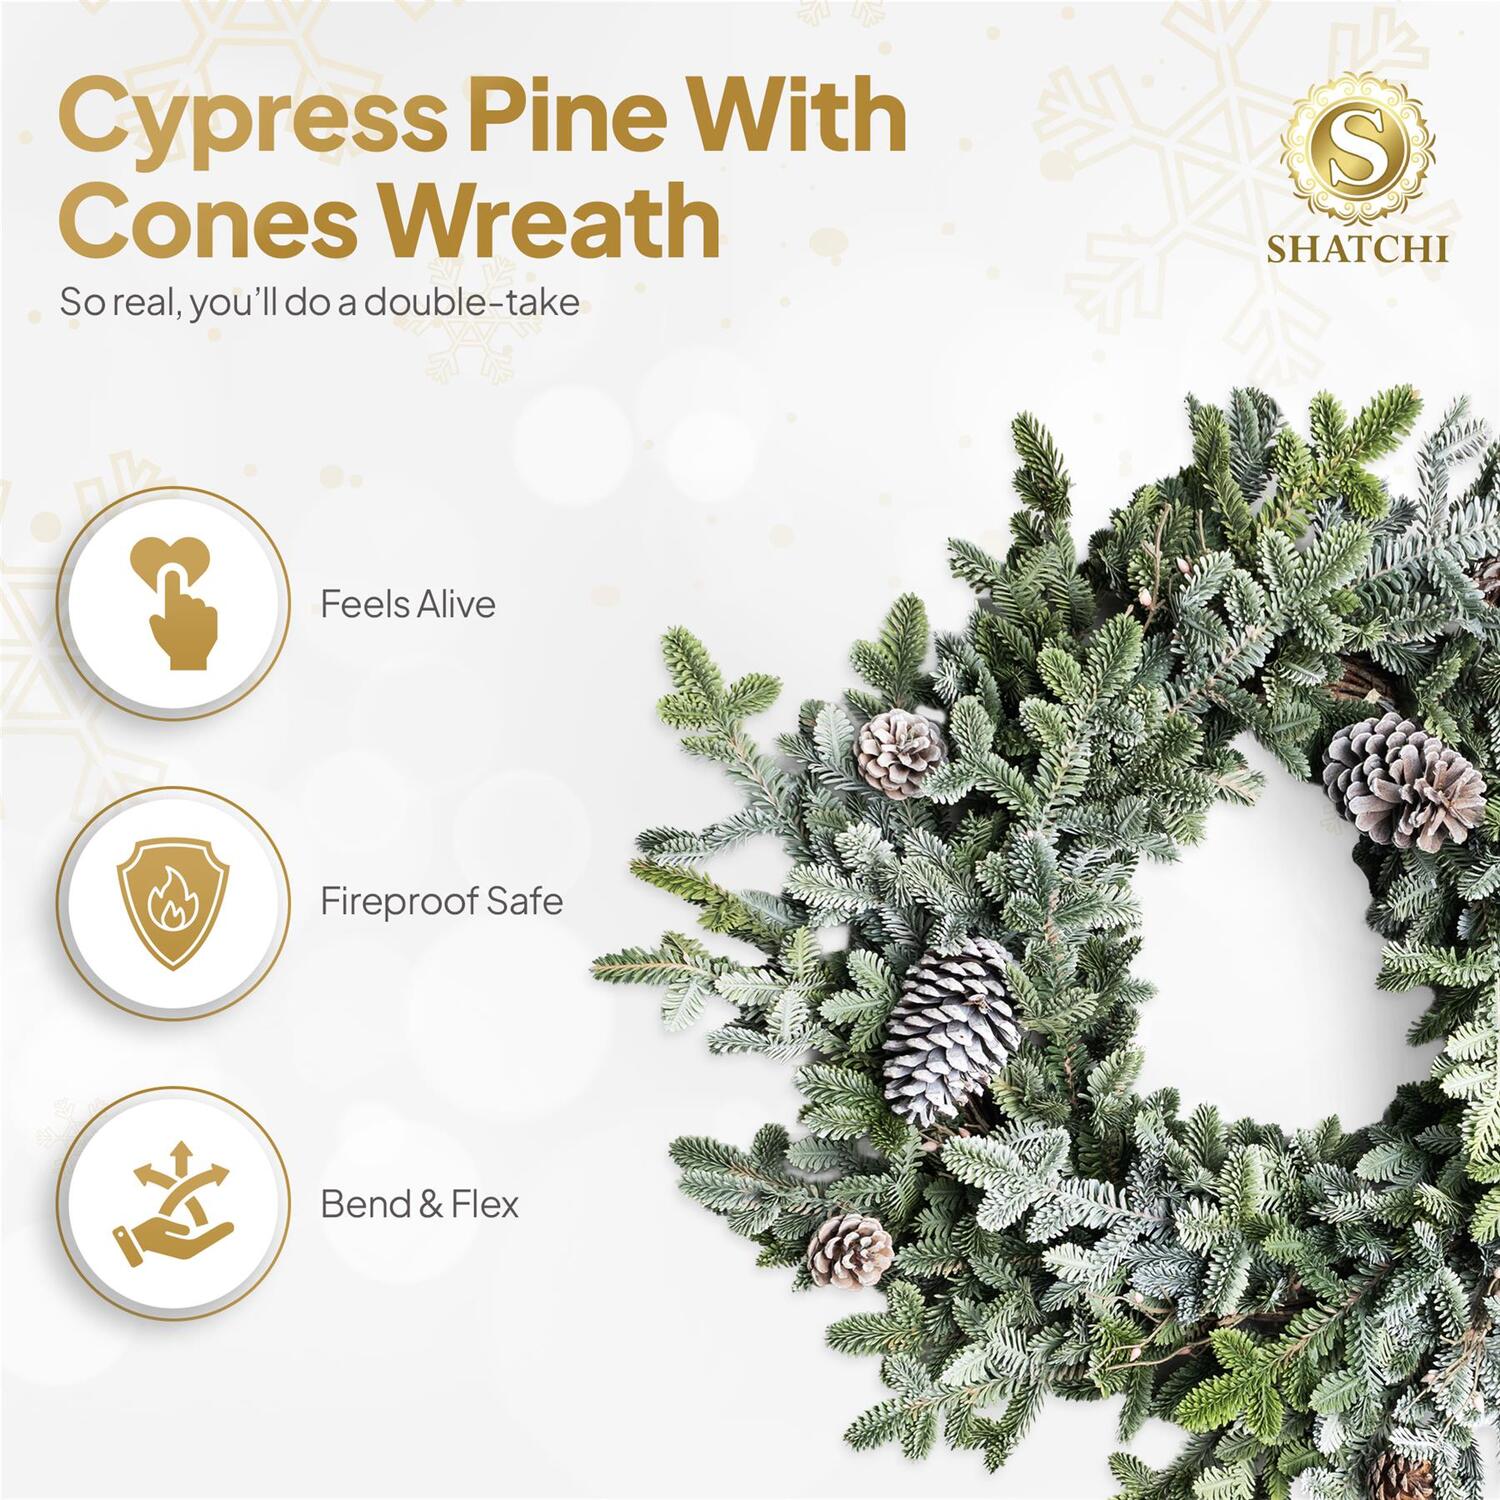 Cypress Pine With
Cones Wreath
So real, you'll do a double-take
S
SHATCHI
Feels Alive
Fireproof Safe
Bend & Flex